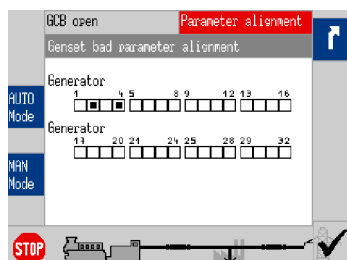 GCB open
Parameter alignment
Genset bad parameter alignment
Generator
1 4 5 8 9 12 13 16
AUTO
Mode
Generator
17 20 21 24 25 28 29 32
MAN
Mode
STOP